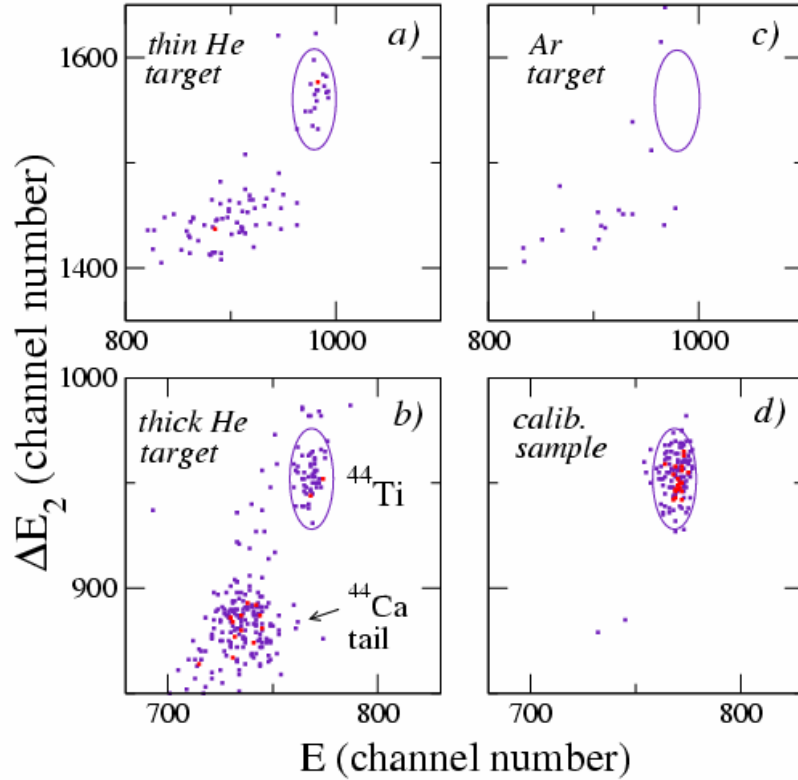 thin He
target
a)
Ar
target
c)
1600
1400
800
1000
800
1000
thick He
target
b)
44Ti
44Ca
tail
calib.
sample
d)
1000
900
700
800
700
800
ΔE2 (channel number)
E (channel number)